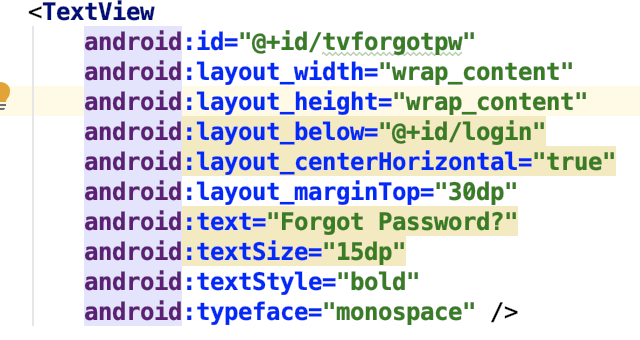 <TextView
android:id="@+id/tvforgotpw"
android:layout_width="wrap_content"
android:layout_height="wrap_content"
android:layout_below="@+id/login"
android:layout_centerHorizontal="true"
android:layout_marginTop="30dp"
android:text="Forgot Password?"
android:textSize="15dp"
android:textStyle="bold"
android:typeface="monospace" />